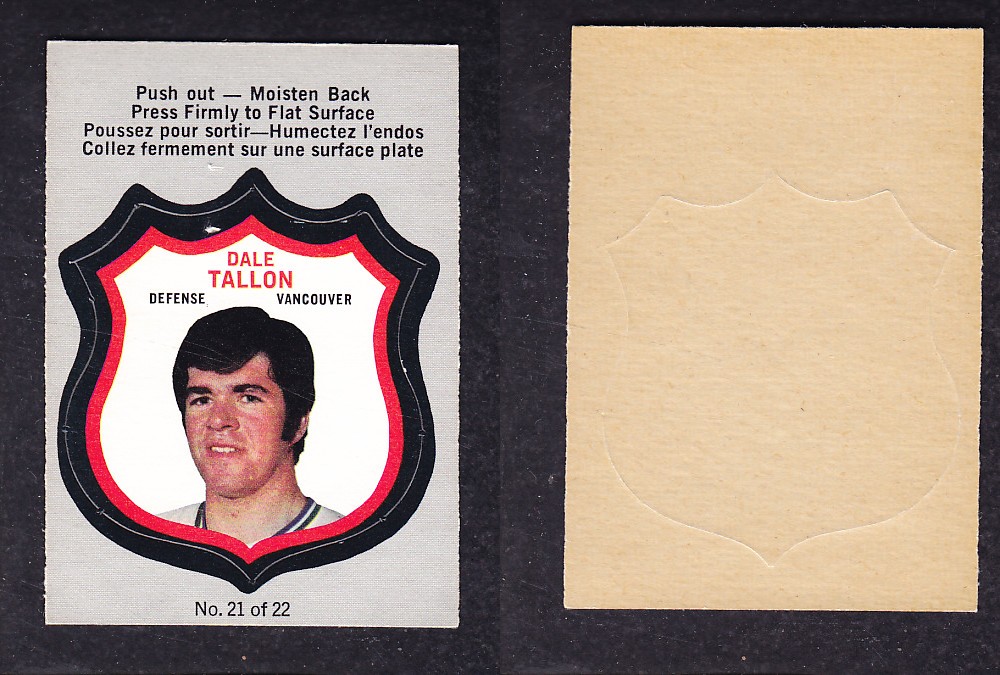 Push out — Moisten Back
Press Firmly to Flat Surface
Poussez pour sortir—Humectez l'endos
Collez fermement sur une surface plate
DALE
TALLON
DEFENSE VANCOUVER
No. 21 of 22